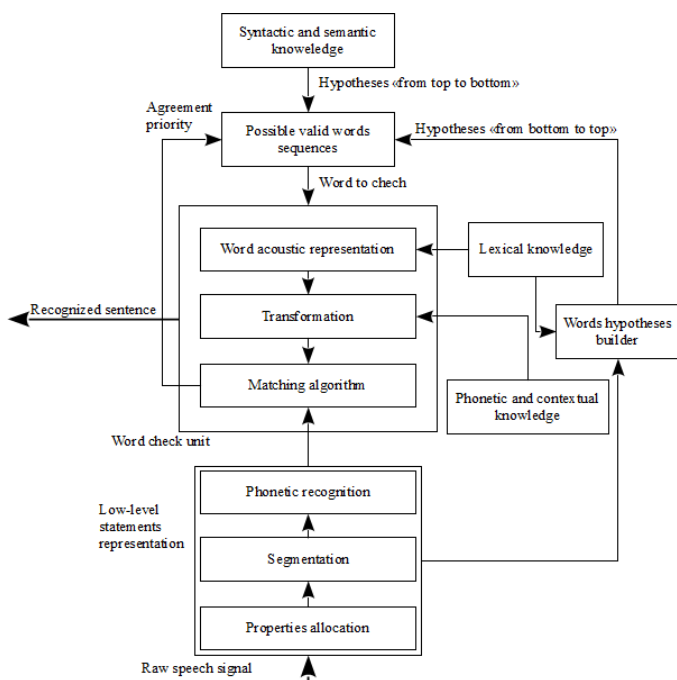 Syntactic and semantic
knoweledge
Hypotheses «from top to bottom»
Agreement
priority
Possible valid words
sequences
Hypotheses «from bottom to top»
Word to chech
Word acoustic representation
Lexical knowledge
Recognized sentence
Transformation
Words hypotheses
builder
Matching algorithm
Phonetic and contextual
knowledge
Word check unit
Phonetic recognition
Low-level
statements
representation
Segmentation
Properties allocation
Raw speech signal